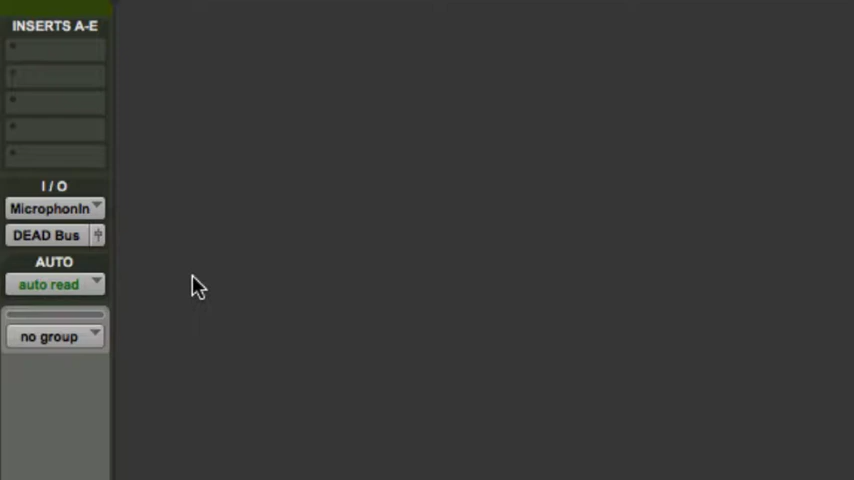 INSERTS A-E
I / O
MicrophonIn
DEAD Bus
AUTO
auto read
no group